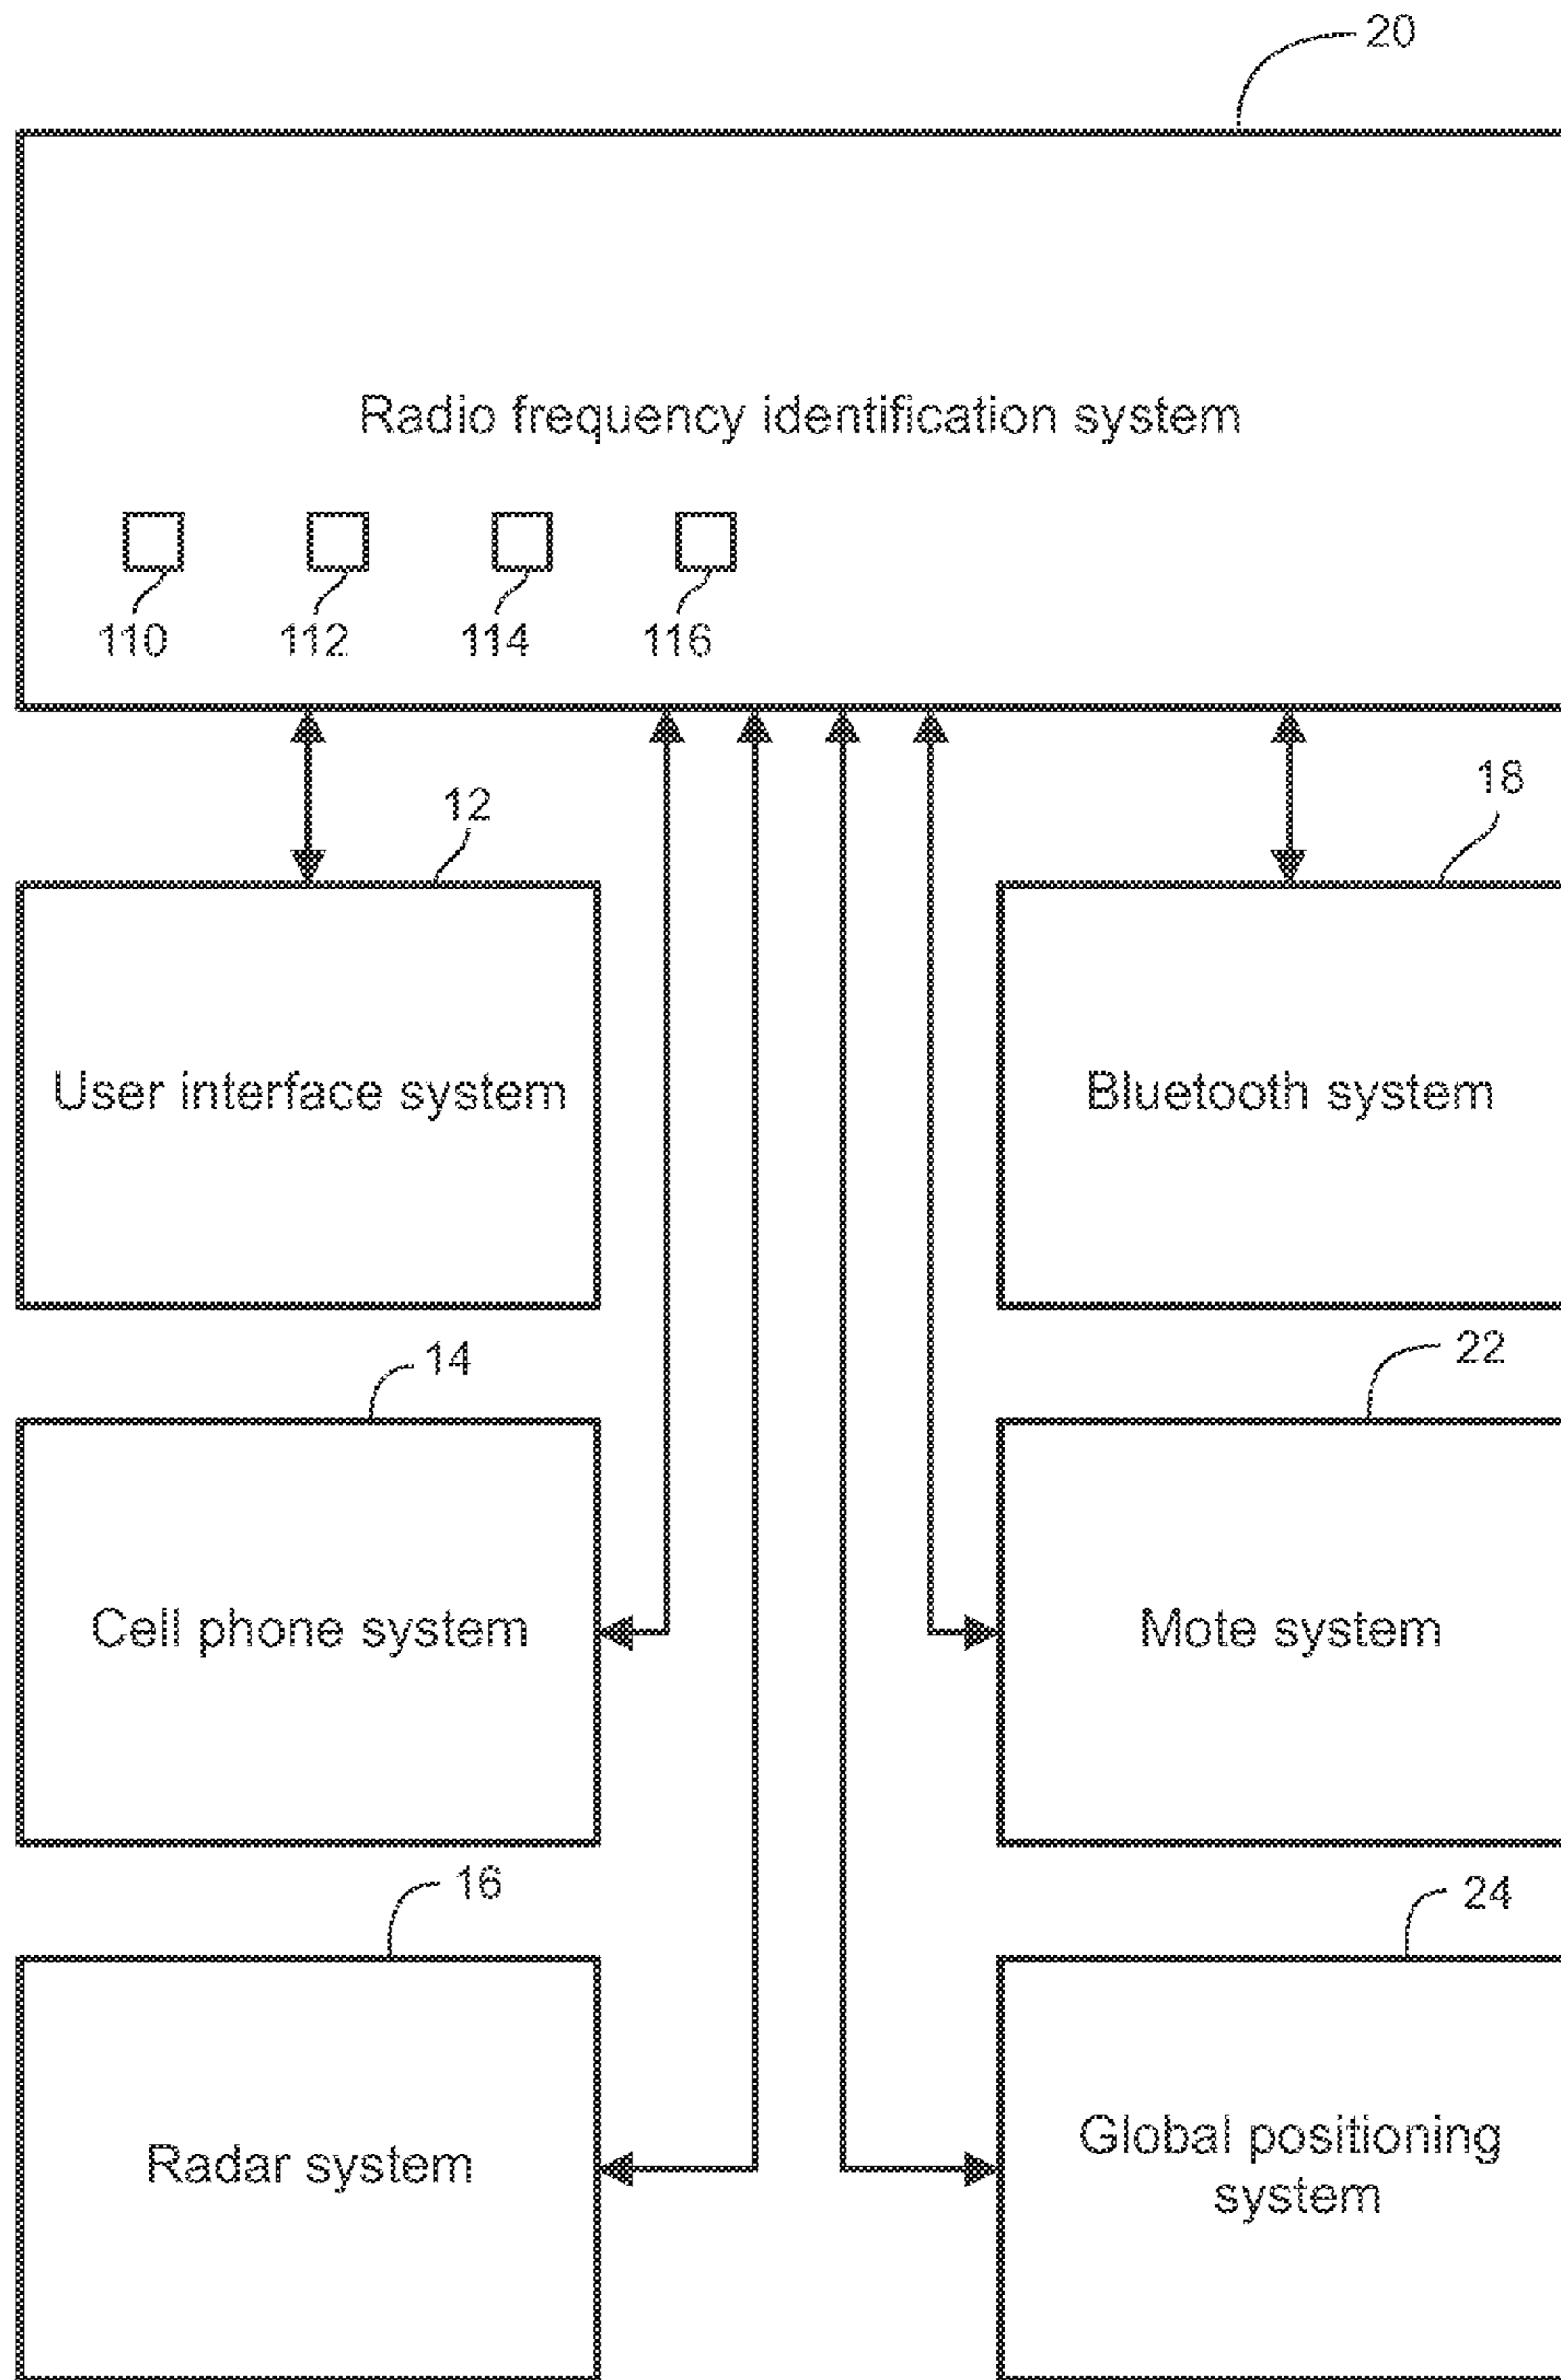 20
Radio frequency identification system
110 112 114 116
12
18
User interface system
Bluetooth system
14
22
Cell phone system
Mote system
16
24
Radar system
Global positioning
system